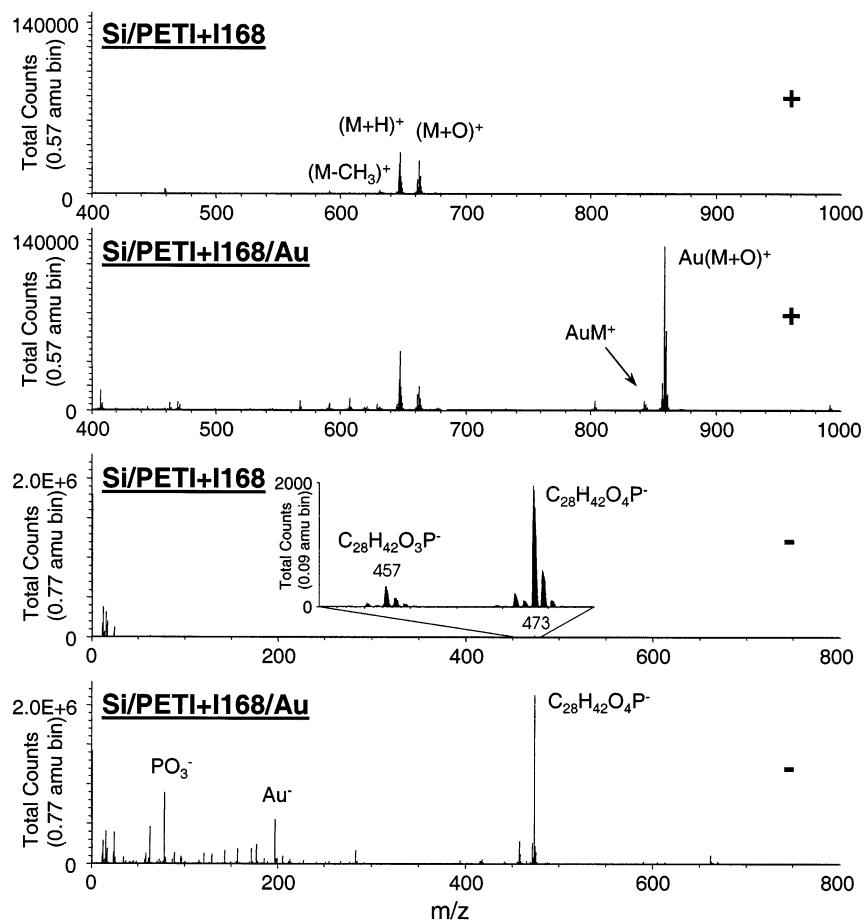 Si/PETI+I168
140000
Total Counts
(0.57 amu bin)
0
(M+H)+
(M+O)+
(M-CH3)+
+
400 500 600 700 800 900 1000
Si/PETI+I168/Au
140000
Total Counts
(0.57 amu bin)
0
Au(M+O)+
AuM+
+
400 500 600 700 800 900 1000
Si/PETI+I168
2.0E+6
Total Counts
(0.77 amu bin)
0
2000
Total Counts
(0.09 amu bin)
0
C28H42O3P-
457
C28H42O4P-
473
-
0 200 400 600 800
Si/PETI+I168/Au
2.0E+6
Total Counts
(0.77 amu bin)
0
PO3-
Au-
C28H42O4P-
-
0 200 400 600 800
m/z